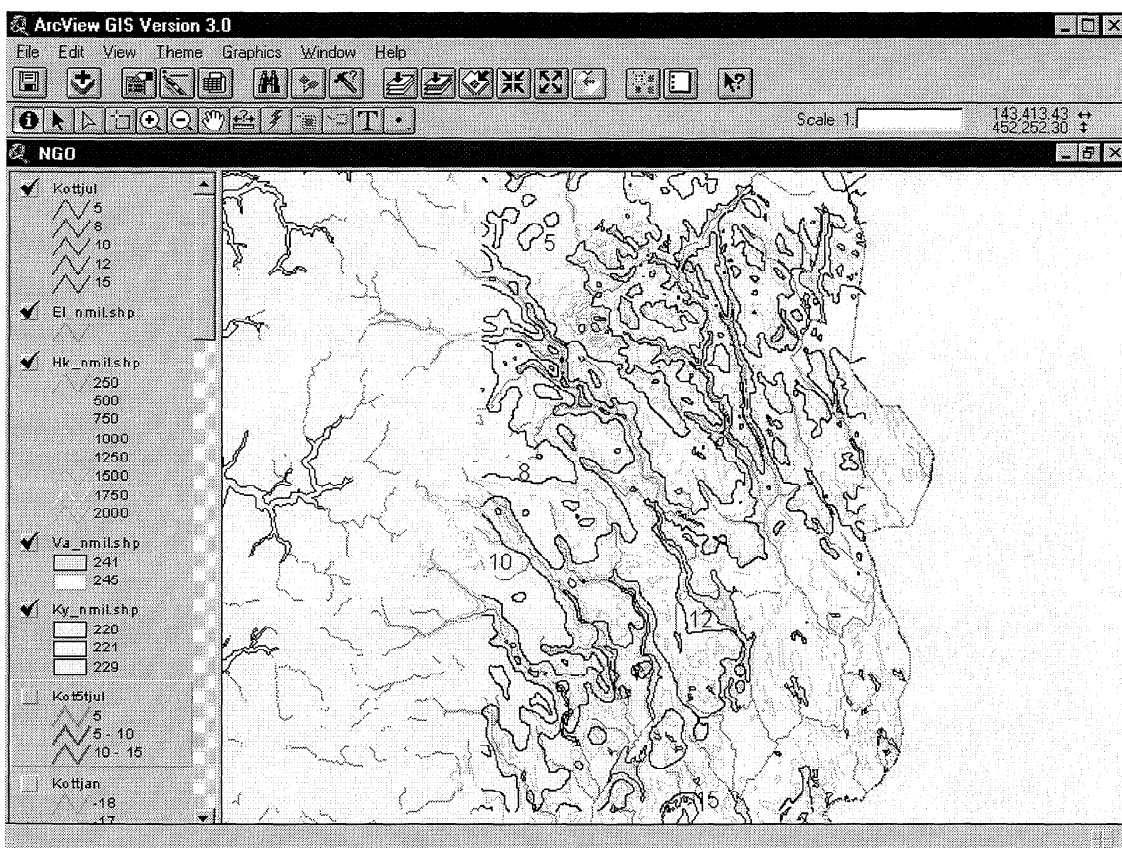 ArcView GIS Version 3.0
File Edit View Theme Graphics Window Help
Scale 1:
143,413.43
452,252.30
NGO
Kottjul
5
8
10
12
15
El_nmil.shp
Hk_nmil.shp
250
500
750
1000
1250
1500
1750
2000
Va_nmil.shp
241
245
Ky_nmil.shp
220
221
229
Kot5tjul
5
5 - 10
10 - 15
Kottjan
-18
-17
5
8
10
12
15